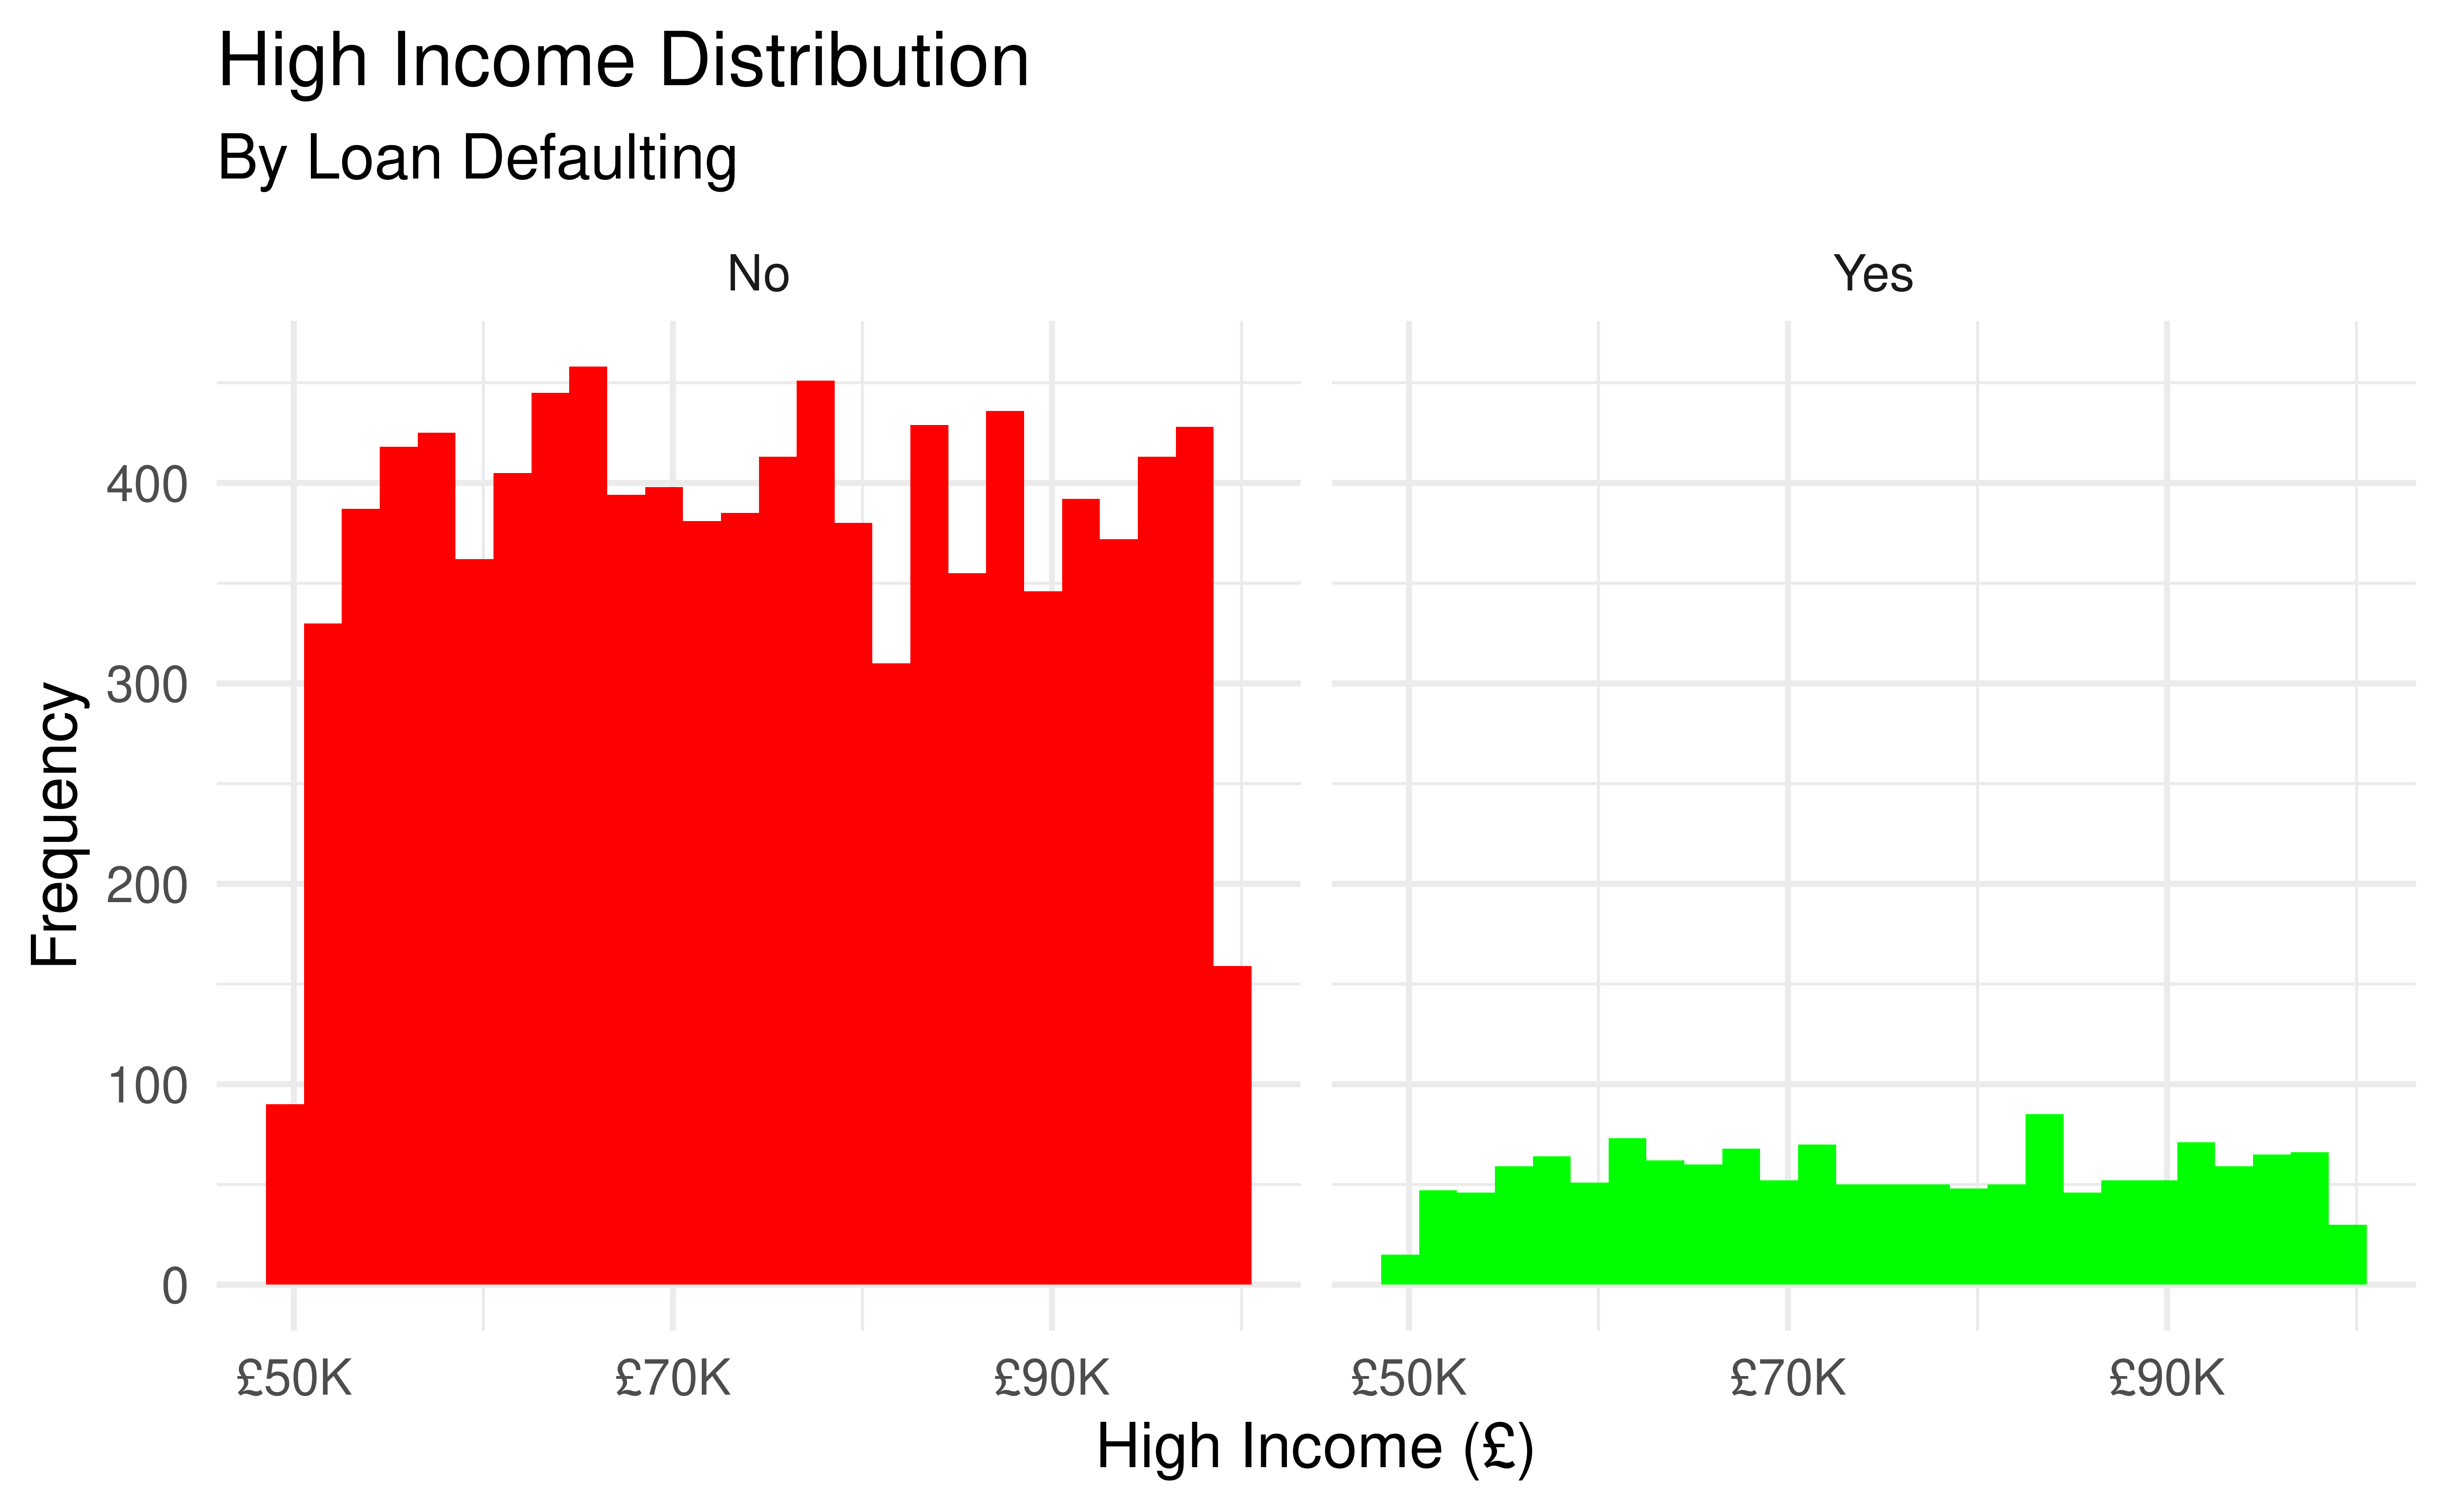 High Income Distribution
By Loan Defaulting
No
Yes
Frequency
400
300
200
100
0
£50K
£70K
£90K
£50K
£70K
£90K
High Income (£)